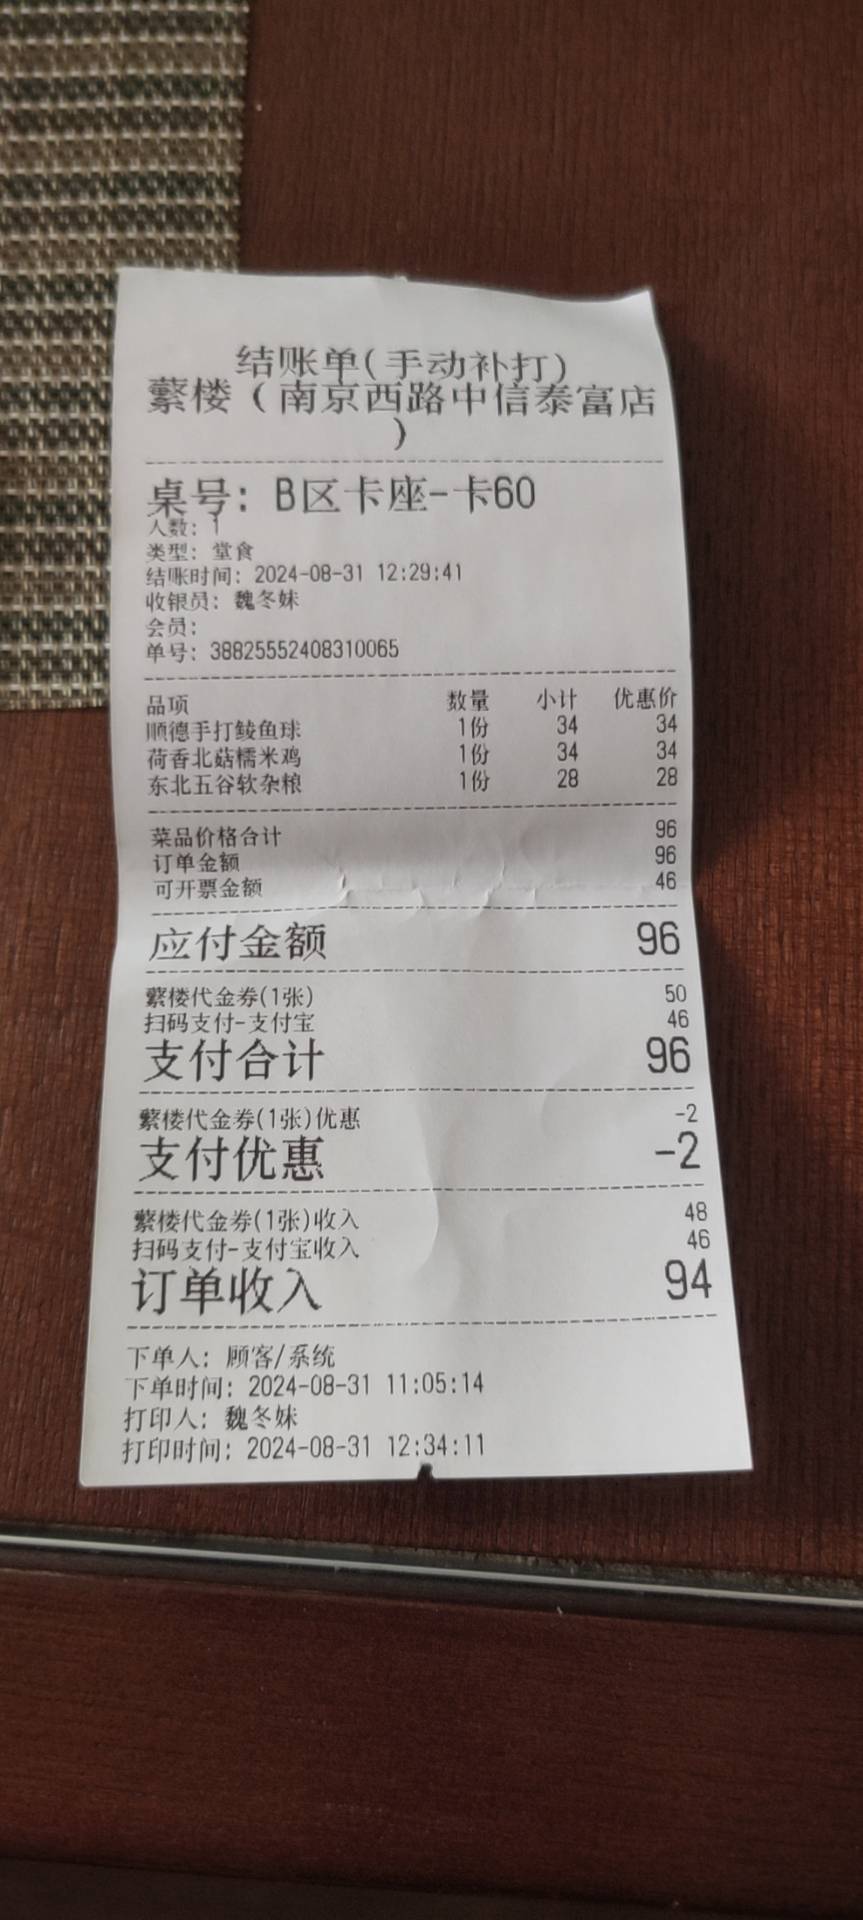 结账单(手动补打)
蘩楼（南京西路中信泰富店
）
桌号: B区卡座-卡60
人数: 1
类型: 堂食
结账时间: 2024-08-31 12:29:41
收银员: 魏冬妹
会员:
单号: 38825552408310065
品项 数量 小计 优惠价
顺德手打鲮鱼球 1份 34 34
荷香北菇糯米鸡 1份 34 34
东北五谷软杂粮 1份 28 28
菜品价格合计 96
订单金额 96
可开票金额 46
应付金额 96
蘩楼代金券(1张) 50
扫码支付-支付宝 46
支付合计 96
蘩楼代金券(1张)优惠 -2
支付优惠 -2
蘩楼代金券(1张)收入 48
扫码支付-支付宝收入 46
订单收入 94
下单人: 顾客/系统
下单时间: 2024-08-31 11:05:14
打印人: 魏冬妹
打印时间: 2024-08-31 12:34:11